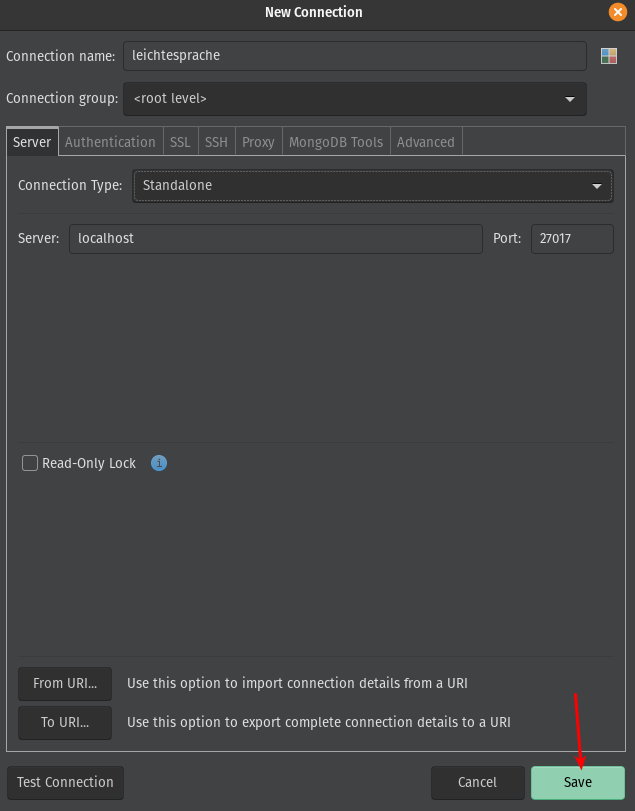 New Connection
Connection name: leichtesprache
Connection group: <root level>
Server Authentication SSL SSH Proxy MongoDB Tools Advanced
Connection Type: Standalone
Server: localhost Port: 27017
Read-Only Lock i
From URI... Use this option to import connection details from a URI
To URI... Use this option to export complete connection details to a URI
Test Connection Cancel Save